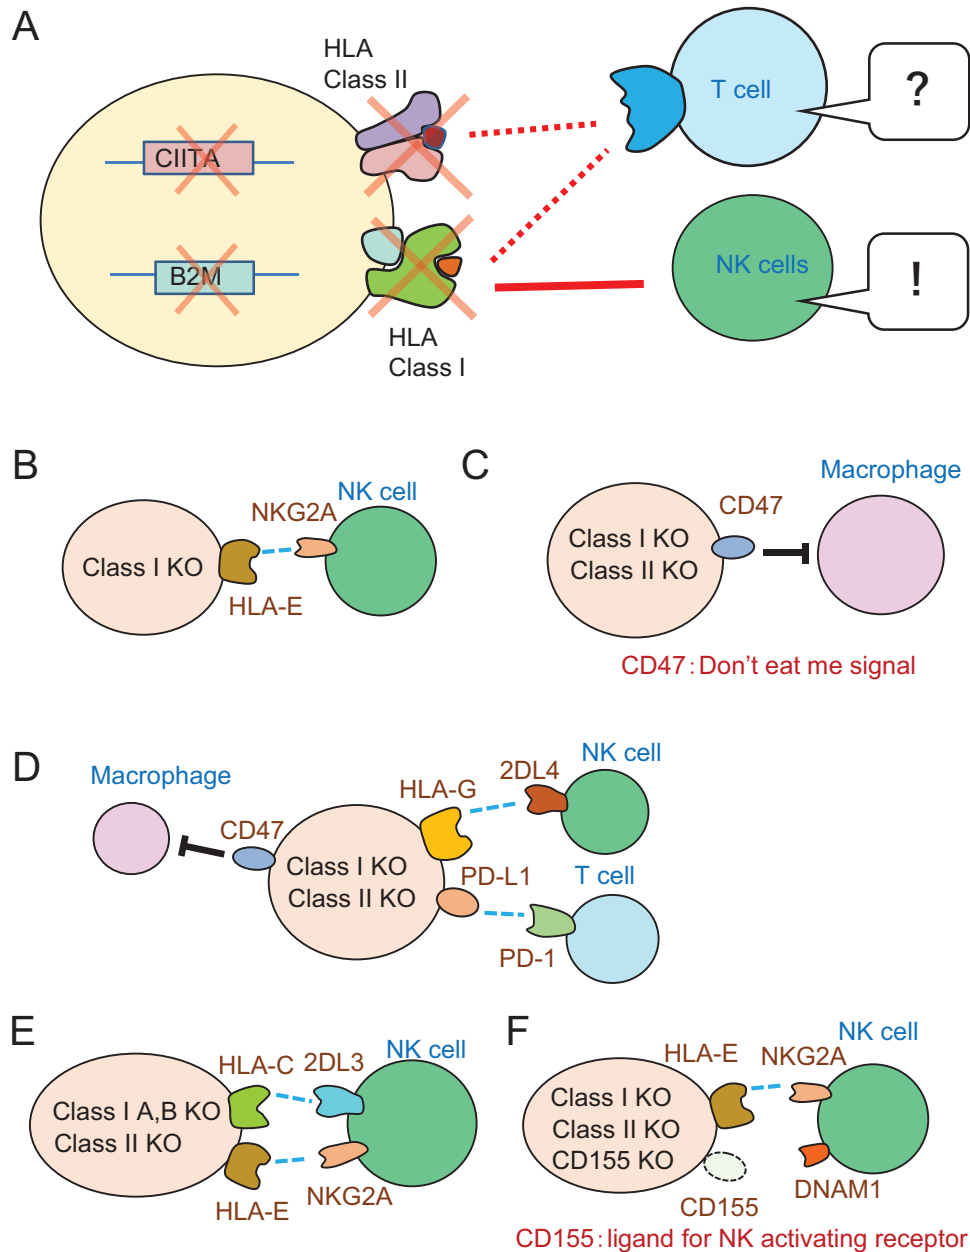 A
HLA
Class II
T cell
?
CIITA
B2M
NK cells
!
HLA
Class I
B
NK cell
NKG2A
Class I KO
HLA-E
C
Macrophage
CD47
Class I KO
Class II KO
CD47:Don't eat me signal
D
Macrophage
NK cell
2DL4
HLA-G
CD47
Class I KO
Class II KO
PD-L1
T cell
PD-1
E
NK cell
HLA-C
2DL3
Class I A,B KO
Class II KO
HLA-E
NKG2A
F
NK cell
HLA-E
NKG2A
Class I KO
Class II KO
CD155 KO
CD155
DNAM1
CD155:ligand for NK activating receptor